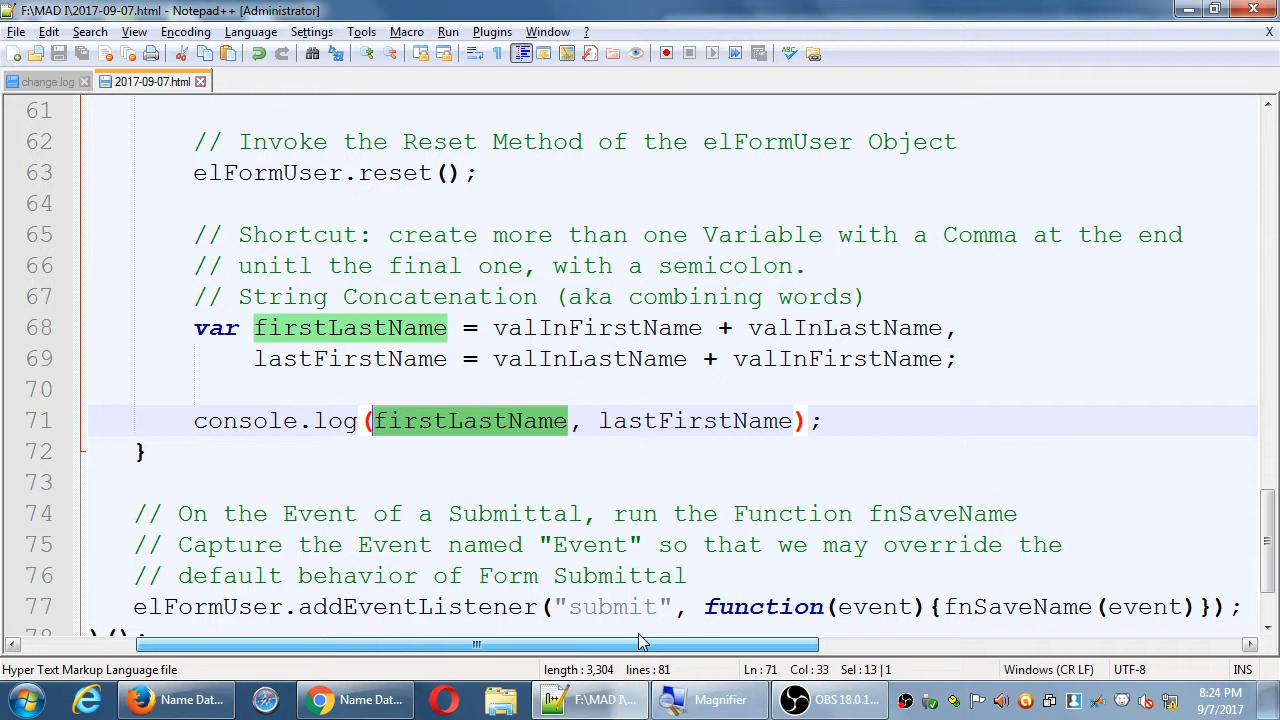 F:\MAD I\2017-09-07.html - Notepad++ [Administrator]
File Edit Search View Encoding Language Settings Tools Macro Run Plugins Window ? X
change.log 2017-09-07.html
61
62 // Invoke the Reset Method of the elFormUser Object
63 elFormUser.reset();
64
65 // Shortcut: create more than one Variable with a Comma at the end
66 // unitl the final one, with a semicolon.
67 // String Concatenation (aka combining words)
68 var firstLastName = valInFirstName + valInLastName,
69 lastFirstName = valInLastName + valInFirstName;
70
71 console.log(firstLastName, lastFirstName);
72 }
73
74 // On the Event of a Submittal, run the Function fnSaveName
75 // Capture the Event named "Event" so that we may override the
76 // default behavior of Form Submittal
77 elFormUser.addEventListener("submit", function(event){fnSaveName(event)});
78 )();
Hyper Text Markup Language file length : 3,304 lines : 81 Ln : 71 Col : 33 Sel : 13 | 1 Windows (CR LF) UTF-8 INS
Name Dat... Name Dat... F:\MAD I\... Magnifier OBS 18.0.1... 8:24 PM
9/7/2017